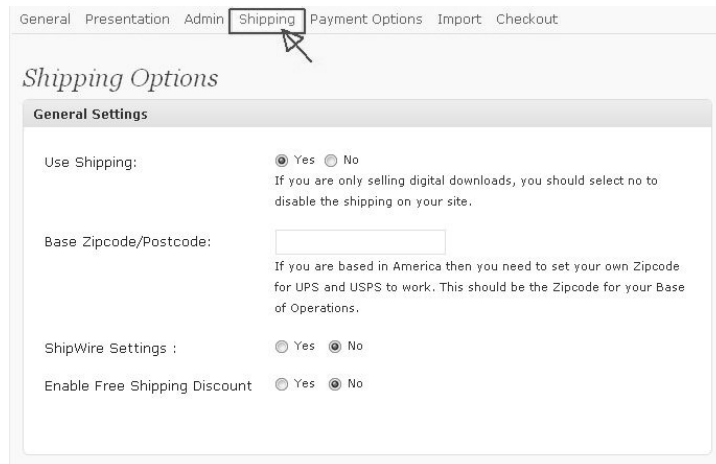 General Presentation Admin Shipping Payment Options Import Checkout
Shipping Options
General Settings
Use Shipping: Yes No
If you are only selling digital downloads, you should select no to
disable the shipping on your site.
Base Zipcode/Postcode:
If you are based in America then you need to set your own Zipcode
for UPS and USPS to work. This should be the Zipcode for your Base
of Operations.
ShipWire Settings : Yes No
Enable Free Shipping Discount Yes No